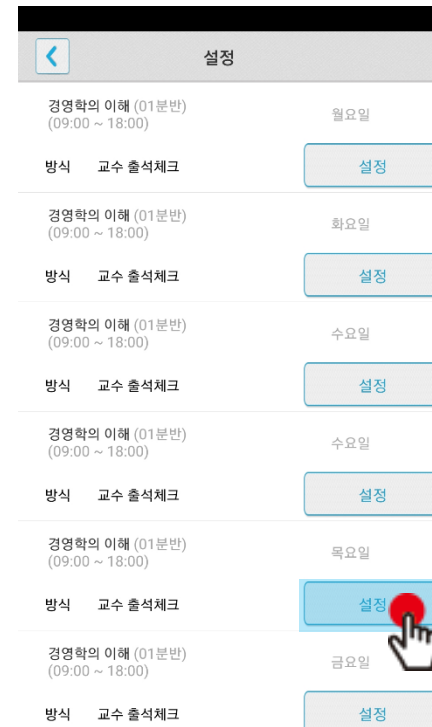 설정
경영학의 이해 (01분반)
(09:00 ~ 18:00)
월요일
방식 교수 출석체크
설정
경영학의 이해 (01분반)
(09:00 ~ 18:00)
화요일
방식 교수 출석체크
설정
경영학의 이해 (01분반)
(09:00 ~ 18:00)
수요일
방식 교수 출석체크
설정
경영학의 이해 (01분반)
(09:00 ~ 18:00)
수요일
방식 교수 출석체크
설정
경영학의 이해 (01분반)
(09:00 ~ 18:00)
목요일
방식 교수 출석체크
설정
경영학의 이해 (01분반)
(09:00 ~ 18:00)
금요일
방식 교수 출석체크
설정